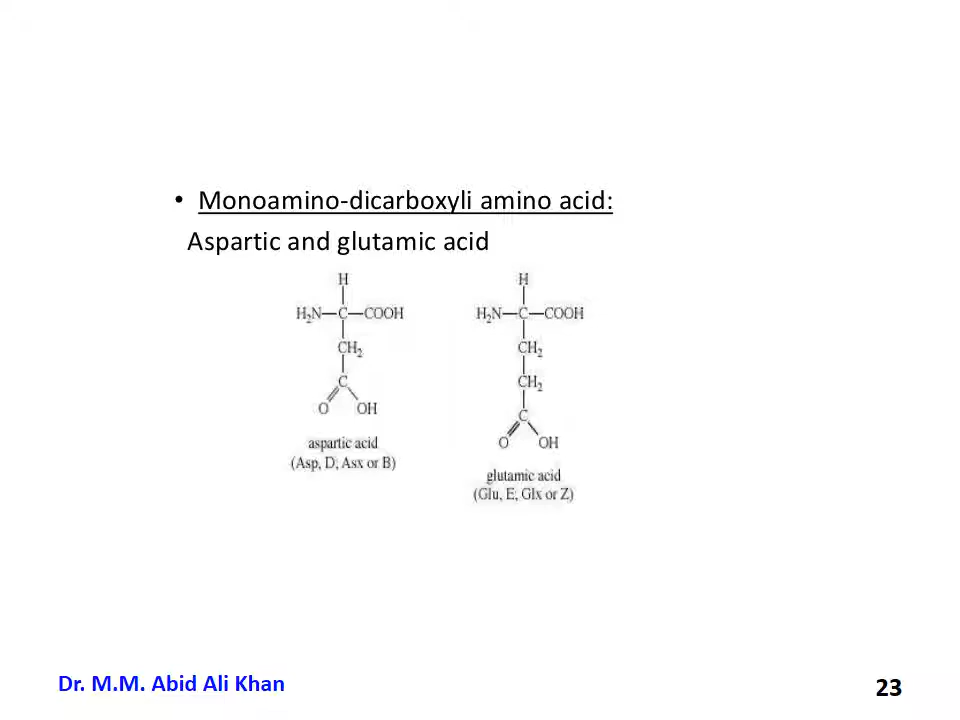 • Monoamino-dicarboxyli amino acid:
Aspartic and glutamic acid
H H
H₂N—C—COOH H₂N—C—COOH
CH₂ CH₂
C CH₂
O OH C
aspartic acid O OH
(Asp, D, Asx or B) glutamic acid
(Glu, E, Glx or Z)
Dr. M.M. Abid Ali Khan
23